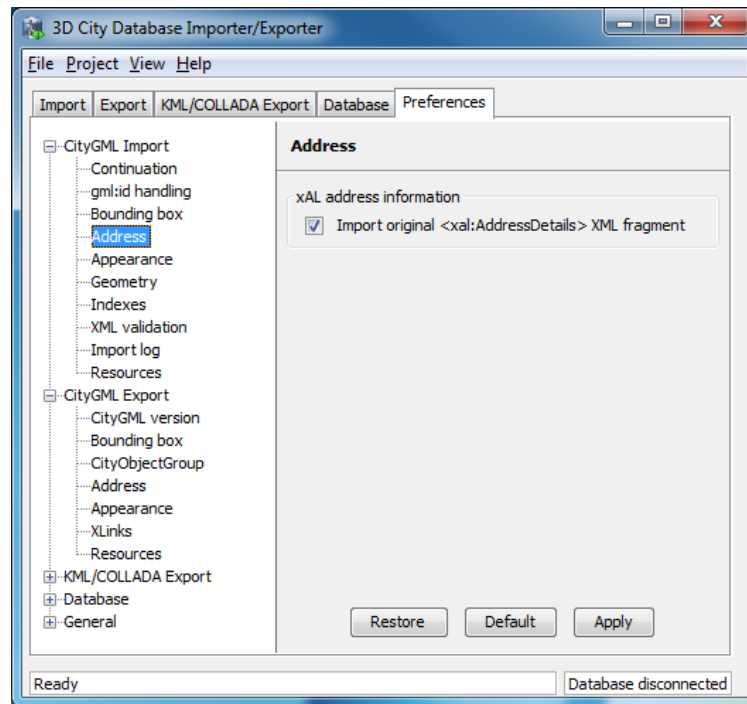 3D City Database Importer/Exporter
File Project View Help
Import Export KML/COLLADA Export Database Preferences
CityGML Import
Continuation
gml:id handling
Bounding box
Address
Appearance
Geometry
Indexes
XML validation
Import log
Resources
CityGML Export
CityGML version
Bounding box
CityObjectGroup
Address
Appearance
XLinks
Resources
KML/COLLADA Export
Database
General
Address
xAL address information
Import original <xal:AddressDetails> XML fragment
Restore Default Apply
Ready Database disconnected